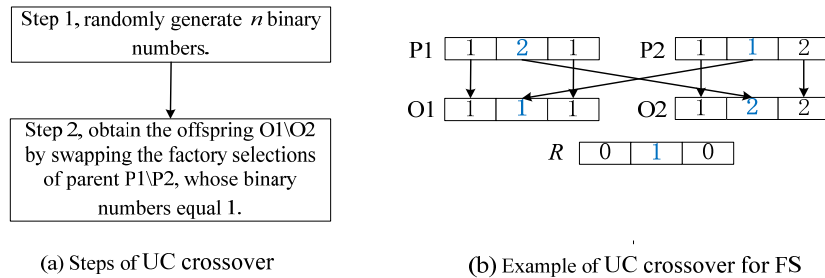 Step 1, randomly generate n binary
numbers.
Step 2, obtain the offspring O1\O2
by swapping the factory selections
of parent P1\P2, whose binary
numbers equal 1.
(a) Steps of UC crossover
P1 1 2 1 P2 1 1 2
O1 1 1 1 O2 1 2 2
R 0 1 0
(b) Example of UC crossover for FS